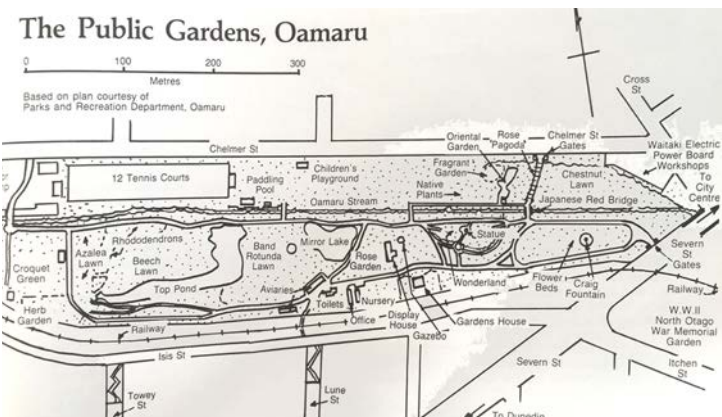 The Public Gardens, Oamaru
0 100 200 300
Metres
Based on plan courtesy of
Parks and Recreation Department, Oamaru
Cross
St
Chelmer St
Oriental
Garden
Rose
Pagoda
Chelmer St
Gates
Waitaki Electric
Power Board
Workshops
To
City
Centre
12 Tennis Courts
Paddling
Pool
Children's
Playground
Fragrant
Garden
Native
Plants
Chestnut
Lawn
Oamaru Stream
Japanese Red Bridge
Rhododendrons
Azalea
Lawn
Beech
Lawn
Band
Rotunda
Lawn
Mirror Lake
Rose
Garden
Statue
Croquet
Green
Top Pond
Aviaries
Wonderland
Flower
Beds
Craig
Fountain
Severn
St
Gates
Herb
Garden
Toilets
Nursery
Office
Display
House
Gazebo
Gardens House
Railway
Railway
W.W.II
North Otago
War Memorial
Garden
Isis St
Severn St
Itchen
St
Towey
St
Lune
St
To Dunedin